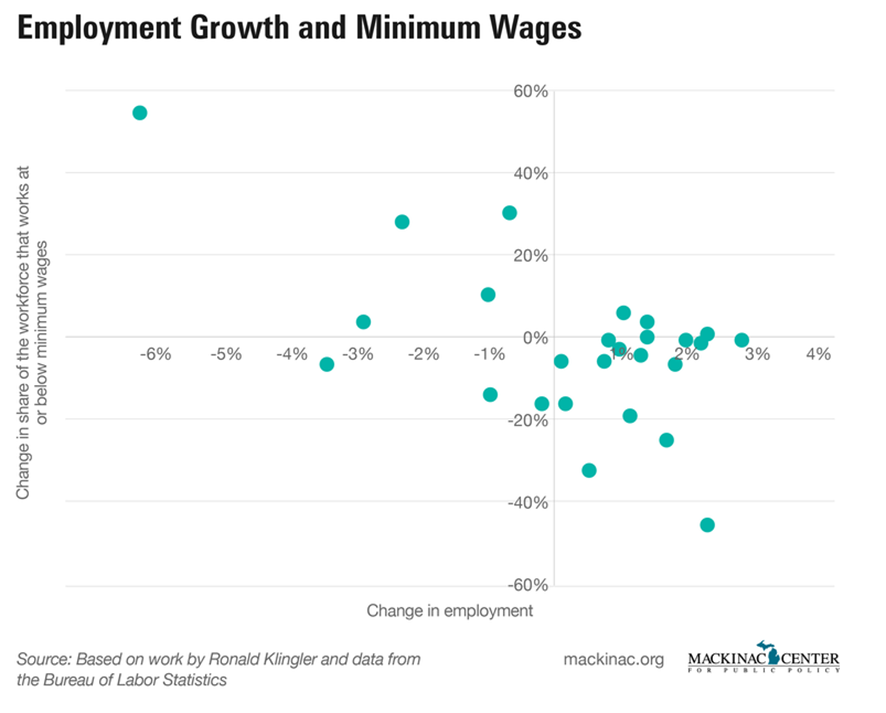 Employment Growth and Minimum Wages
Change in share of the workforce that works at
or below minimum wages
60%
40%
20%
0%
-6% -5% -4% -3% -2% -1% 1% 2% 3% 4%
-20%
-40%
-60%
Change in employment
Source: Based on work by Ronald Klingler and data from
the Bureau of Labor Statistics
mackinac.org
MACKINAC CENTER
FOR PUBLIC POLICY